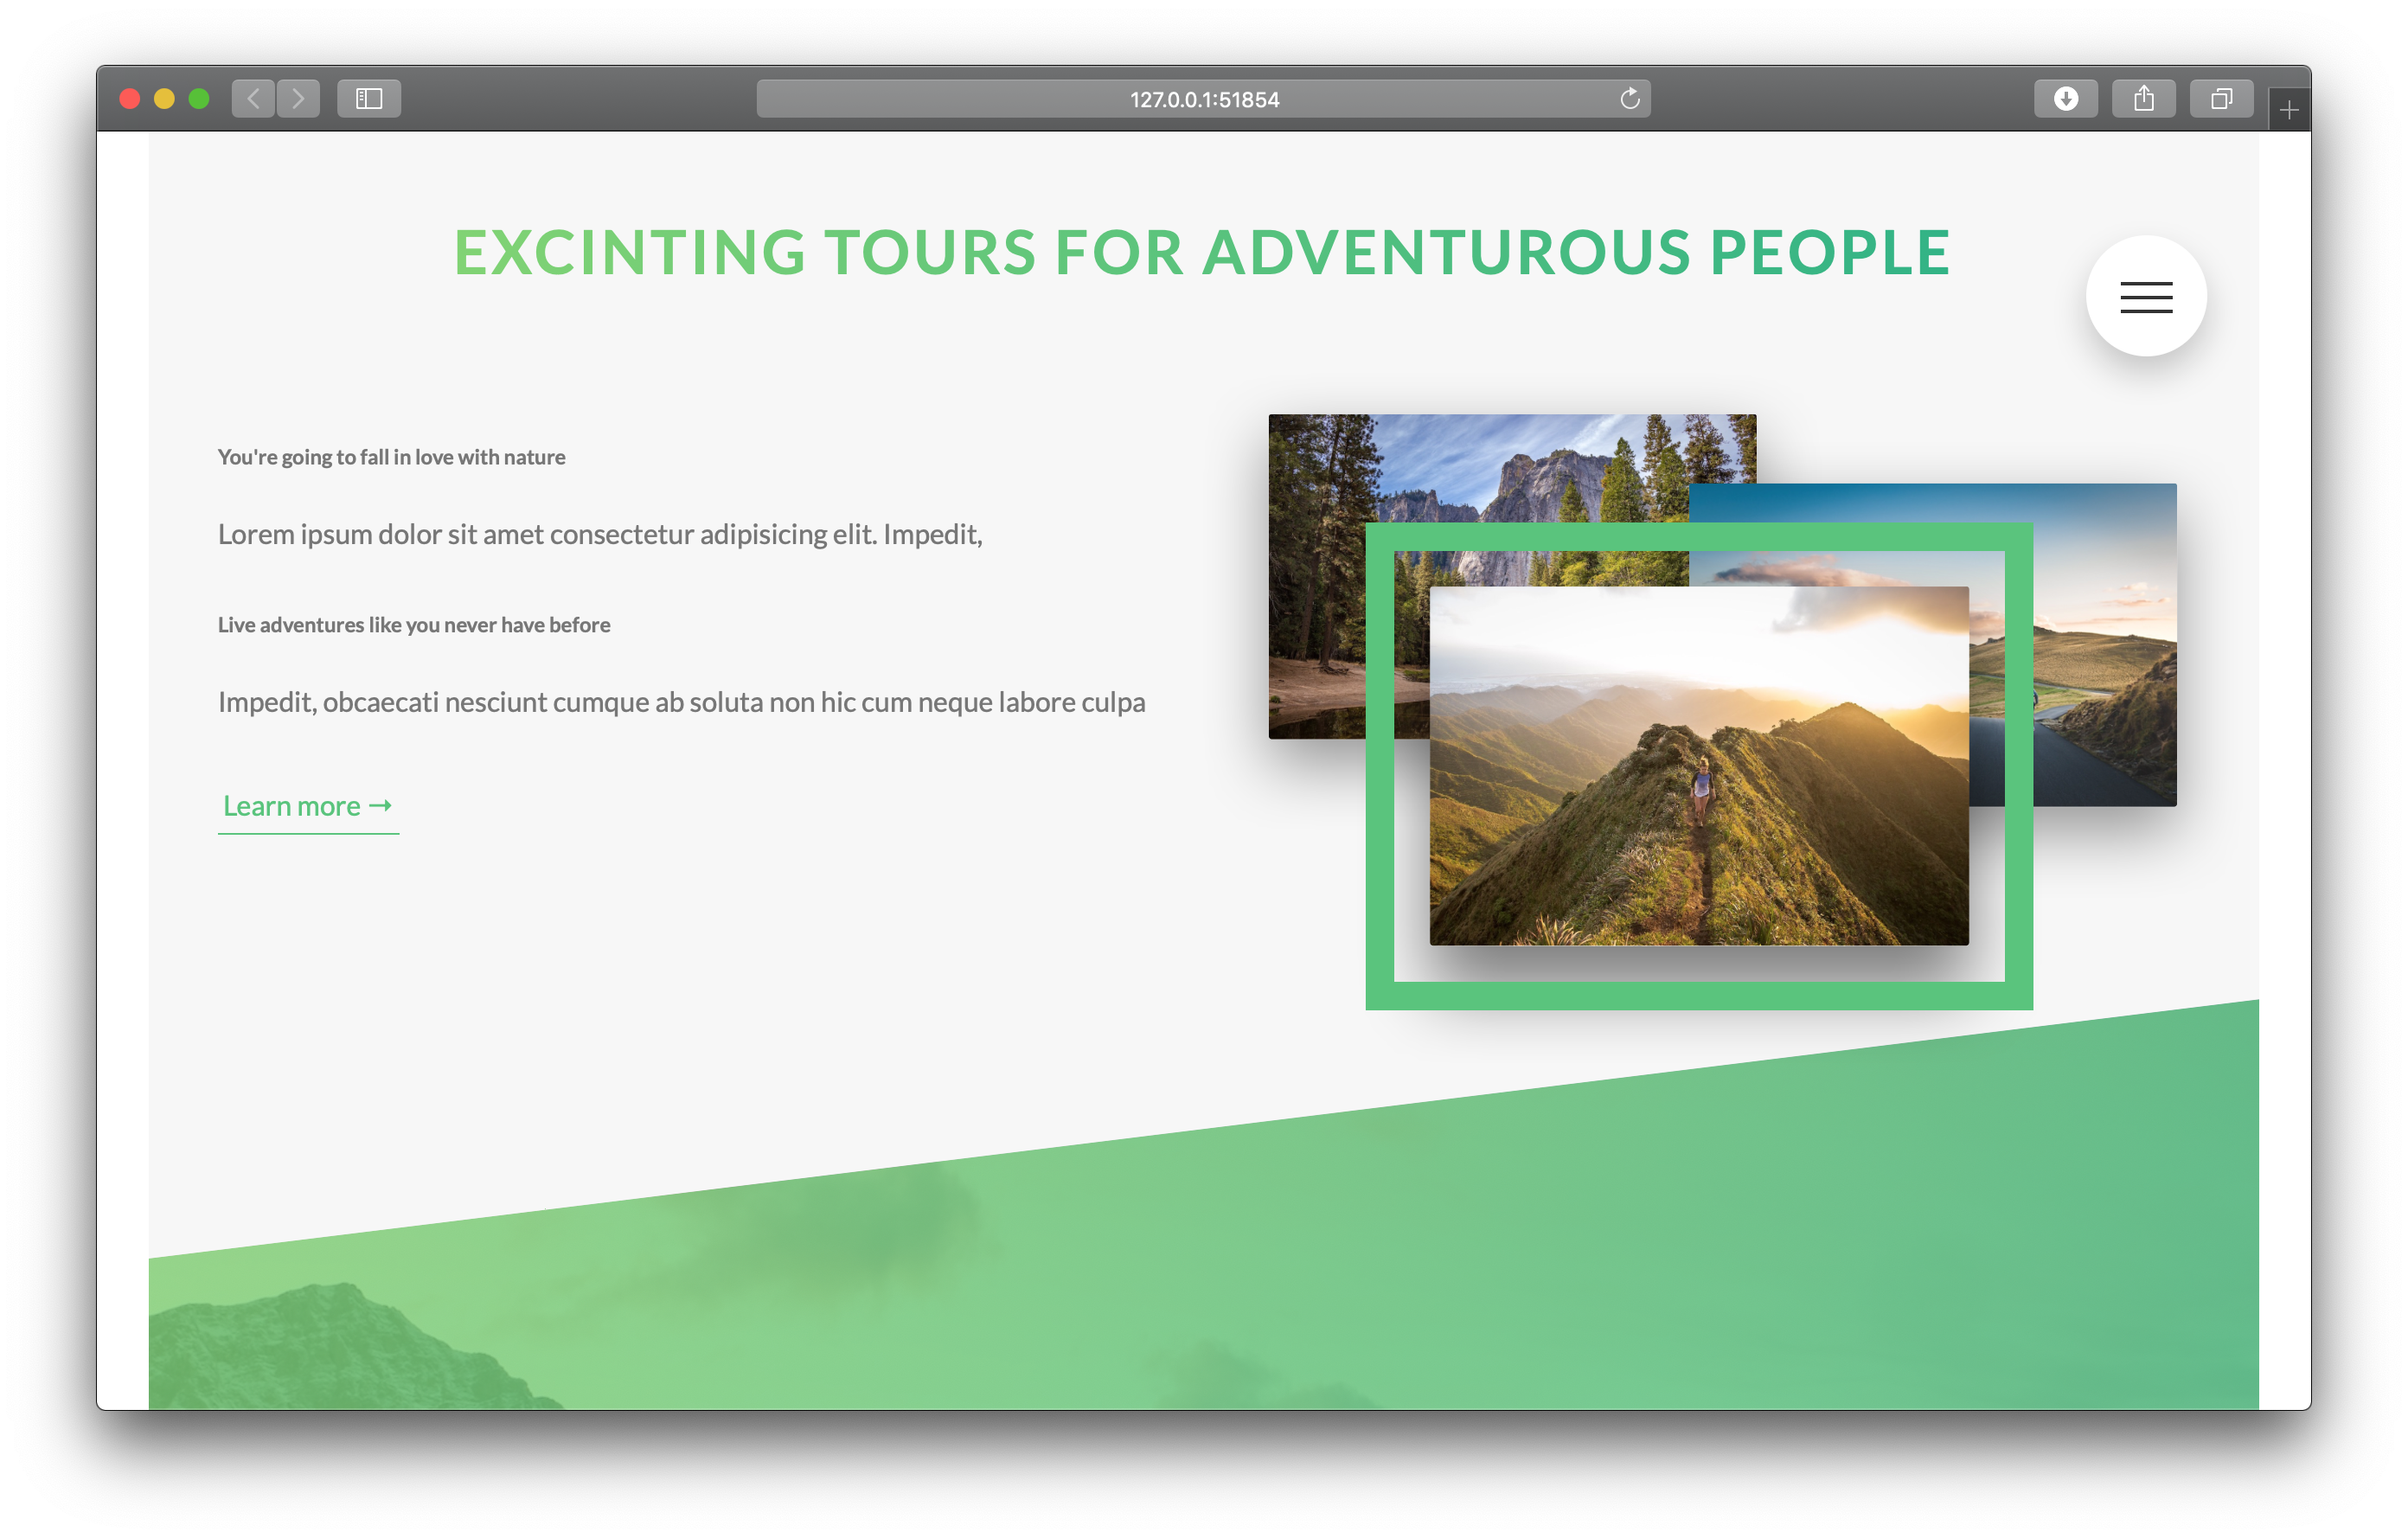 127.0.0.1:51854
EXCINTING TOURS FOR ADVENTUROUS PEOPLE
You're going to fall in love with nature
Lorem ipsum dolor sit amet consectetur adipisicing elit. Impedit,
Live adventures like you never have before
Impedit, obcaecati nesciunt cumque ab soluta non hic cum neque labore culpa
Learn more →